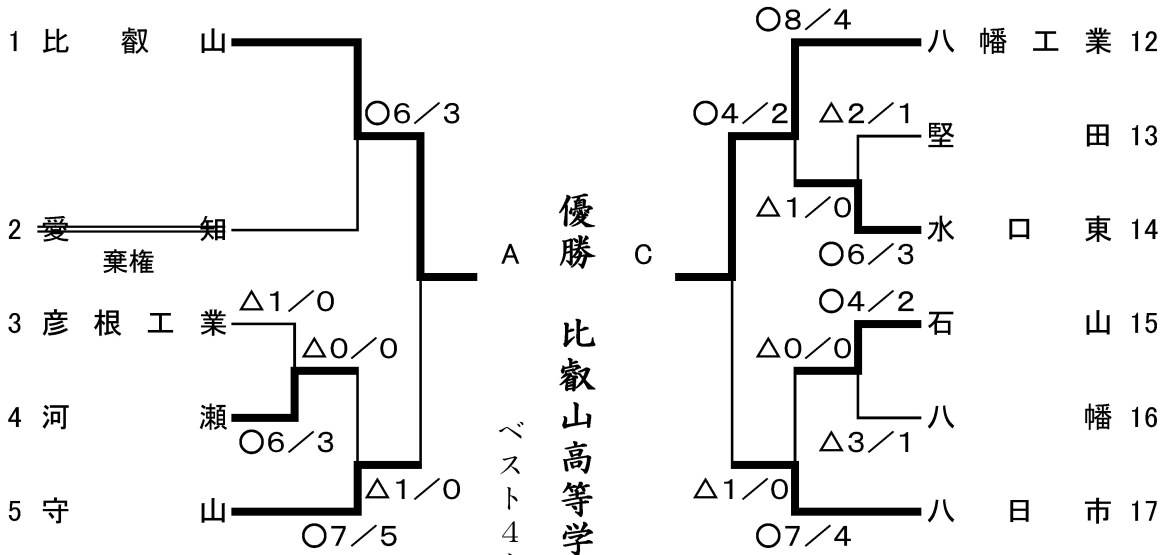 1 比叡山
○6／3
2 愛知
棄権
△1／0
3 彦根工業
△0／0
4 河瀬
○6／3
△1／0
5 守山
○7／5
A
優勝 比叡山高等学
ベスト4
C
○8／4
八幡工業 12
○4／2
△2／1
堅田 13
△1／0
水口東 14
○6／3
○4／2
石山 15
△0／0
八幡 16
△3／1
△1／0
八日市 17
○7／4